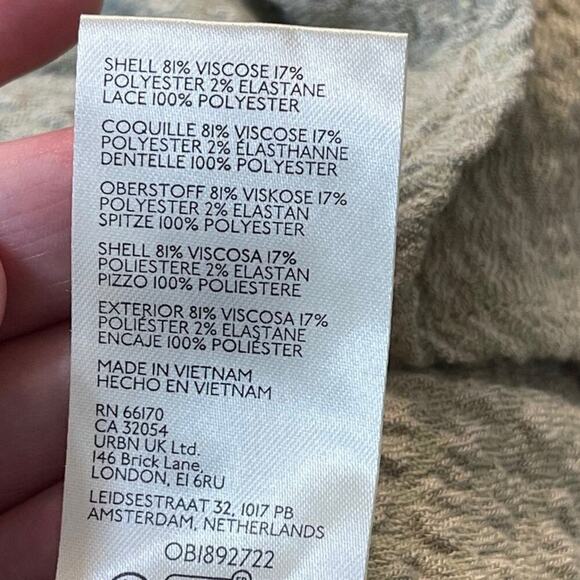 SHELL 81% VISCOSE 17%
POLYESTER 2% ELASTANE
LACE 100% POLYESTER
COQUILLE 81% VISCOSE 17%
POLYESTER 2% ÉLASTHANNE
DENTELLE 100% POLYESTER
OBERSTOFF 81% VISKOSE 17%
POLYESTER 2% ELASTAN
SPITZE 100% POLYESTER
SHELL 81% VISCOSA 17%
POLIESTERE 2% ELASTAN
PIZZO 100% POLIESTERE
EXTERIOR 81% VISCOSA 17%
POLIÉSTER 2% ELASTANE
ENCAJE 100% POLIÉSTER
MADE IN VIETNAM
HECHO EN VIETNAM
RN 66170
CA 32054
URBN UK Ltd.
146 Brick Lane,
LONDON, E1 6RU
LEIDSESTRAAT 32, 1017 PB
AMSTERDAM, NETHERLANDS
OB1892722